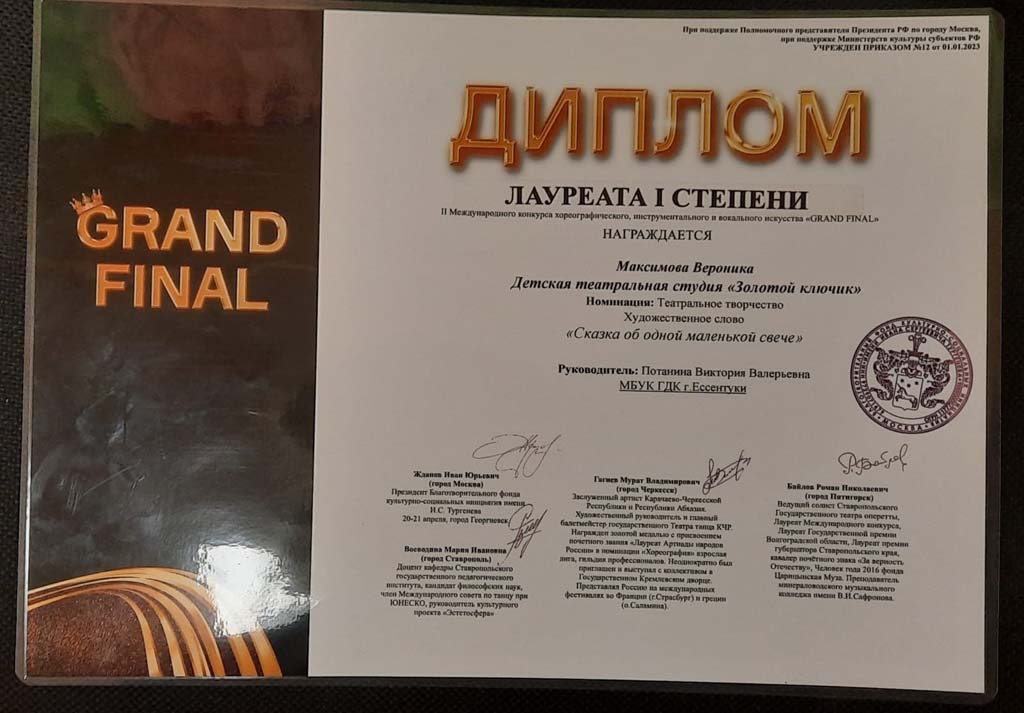 При поддержке Полномочного представителя Президента РФ по городу Москва,
при поддержке Министерств культуры субъектов РФ
УЧРЕЖДЕН ПРИКАЗОМ №12 от 01.01.2023
GRAND
FINAL
ДИПЛОМ
ЛАУРЕАТА I СТЕПЕНИ
II Международного конкурса хореографического, инструментального и вокального искусства «GRAND FINAL»
НАГРАЖДАЕТСЯ
Максимова Вероника
Детская театральная студия «Золотой ключик»
Номинация: Театральное творчество
Художественное слово
«Сказка об одной маленькой свече»
Руководитель: Потанина Виктория Валерьевна
МБУК ГДК г.Ессентуки
МОСКВА
Жданов Иван Юрьевич
(город Москва)
Президент Благотворительного фонда
культурно-социальных инициатив имени
И.С. Тургенева
20-21 апреля, город Георгиевск
Воеводина Мария Ивановна
(город Ставрополь)
Доцент кафедры Ставропольского
государственного педагогического
института, кандидат философских наук,
член Международного совета по танцу при
ЮНЕСКО, руководитель культурного
проекта «Эстетосфера»
Гагиев Мурат Владимирович
(город Черкесск)
Заслуженный артист Карачаево-Черкесской
Республики и Республики Абхазия.
Художественный руководитель и главный
балетмейстер государственного Театра танца КЧР.
Награжден золотой медалью с присвоением
почетного звания «Лауреат Артиады народов
России» в номинации «Хореография» взрослая
лига, гильдия профессионалов. Неоднократно был
приглашен и выступал с коллективом в
Государственном Кремлевском дворце.
Представлял Россию на международных
фестивалях во Франции (г.Страсбург) и греции
(о.Саламина).
Байлов Роман Николаевич
(город Пятигорск)
Ведущий солист Ставропольского
Государственного театра оперетты,
Лауреат Международного конкурса,
Лауреат Государственной премии
Волгоградской области, Лауреат премии
губернатора Ставропольского края,
кавалер почётного знака «За верность
Отечеству», Человек года 2016 фонда
Царицынская Муза. Преподаватель
минераловодского музыкального
колледжа имени В.И.Сафронова.